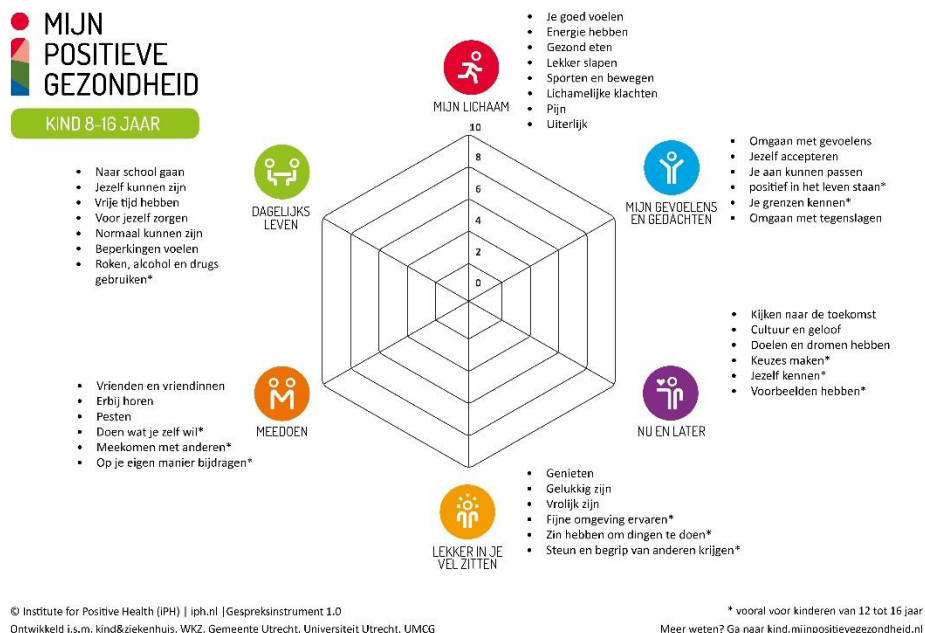 MIJN
POSITIEVE
GEZONDHEID
KIND 8-16 JAAR
MIJN LICHAAM
• Je goed voelen
• Energie hebben
• Gezond eten
• Lekker slapen
• Sporten en bewegen
• Lichamelijke klachten
• Pijn
• Uiterlijk
10
8
6
4
2
0
MIJN GEVOELENS
EN GEDACHTEN
• Omgaan met gevoelens
• Jezelf accepteren
• Je aan kunnen passen
• positief in het leven staan*
• Je grenzen kennen*
• Omgaan met tegenslagen
NU EN LATER
• Kijken naar de toekomst
• Cultuur en geloof
• Doelen en dromen hebben
• Keuzes maken*
• Jezelf kennen*
• Voorbeelden hebben*
LEKKER IN JE
VEL ZITTEN
• Genieten
• Gelukkig zijn
• Vrolijk zijn
• Fijne omgeving ervaren*
• Zin hebben om dingen te doen*
• Steun en begrip van anderen krijgen*
MEEDOEN
• Vrienden en vriendinnen
• Erbij horen
• Pesten
• Doen wat je zelf wil*
• Meekomen met anderen*
• Op je eigen manier bijdragen*
DAGELIJKS
LEVEN
• Naar school gaan
• Jezelf kunnen zijn
• Vrije tijd hebben
• Voor jezelf zorgen
• Normaal kunnen zijn
• Beperkingen voelen
• Roken, alcohol en drugs
gebruiken*
© Institute for Positive Health (iPH) | iph.nl |Gespreksinstrument 1.0
Ontwikkeld i.s.m. kind&ziekenhuis, WKZ, Gemeente Utrecht, Universiteit Utrecht, UMCG
* vooral voor kinderen van 12 tot 16 jaar
Meer weten? Ga naar kind.mijnpositievegezondheid.nl